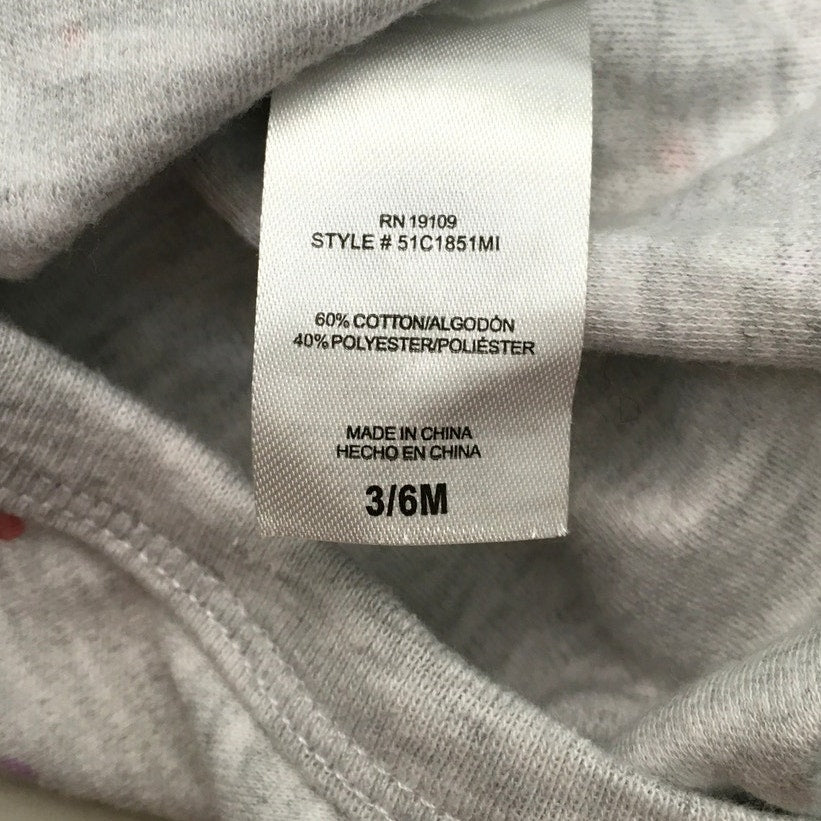 RN 19109
STYLE # 51C1851MI
60% COTTON/ALGODÓN
40% POLYESTER/POLIÉSTER
MADE IN CHINA
HECHO EN CHINA
3/6M